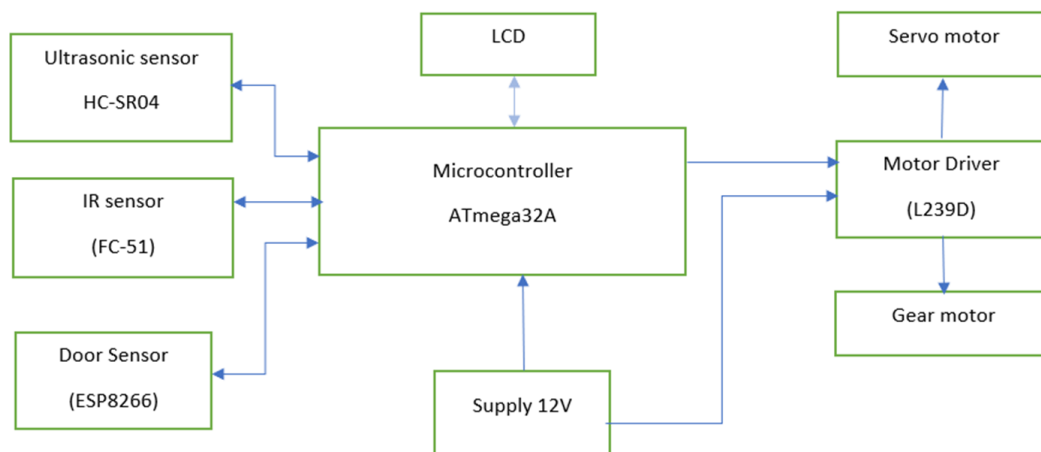 Ultrasonic sensor
HC-SR04
IR sensor
(FC-51)
Door Sensor
(ESP8266)
LCD
Microcontroller
ATmega32A
Supply 12V
Servo motor
Motor Driver
(L239D)
Gear motor